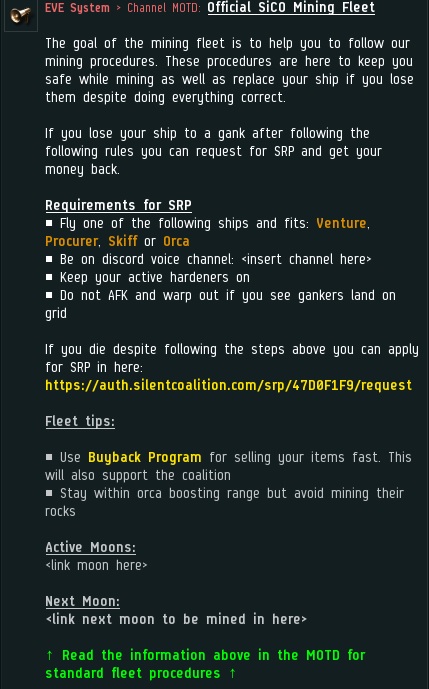 EVE System > Channel MOTD: Official SiCO Mining Fleet
The goal of the mining fleet is to help you to follow our
mining procedures. These procedures are here to keep you
safe while mining as well as replace your ship if you lose
them despite doing everything correct.
If you lose your ship to a gank after following the
following rules you can request for SRP and get your
money back.
Requirements for SRP
■ Fly one of the following ships and fits: Venture,
Procurer, Skiff or Orca
■ Be on discord voice channel: <insert channel here>
■ Keep your active hardeners on
■ Do not AFK and warp out if you see gankers land on
grid
If you die despite following the steps above you can apply
for SRP in here:
https://auth.silentcoalition.com/srp/47D0F1F9/request
Fleet tips:
■ Use Buyback Program for selling your items fast. This
will also support the coalition
■ Stay within orca boosting range but avoid mining their
rocks
Active Moons:
<link moon here>
Next Moon:
<link next moon to be mined in here>
↑ Read the information above in the MOTD for
standard fleet procedures ↑